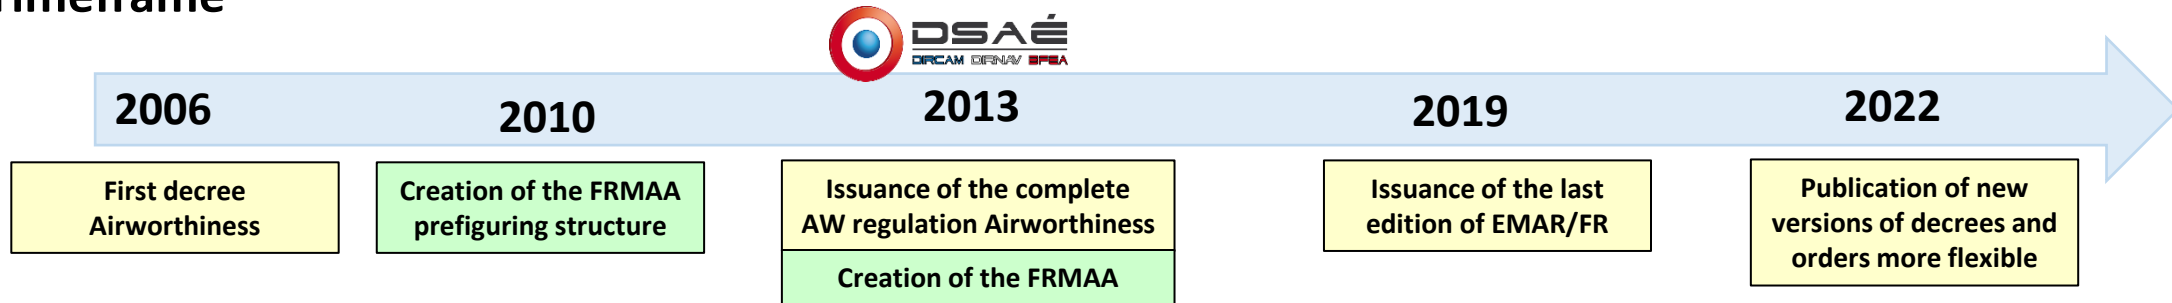 Timeframe
DSAÉ
DIRCAM DIRNAV BFEA
2006
2010
2013
2019
2022
First decree
Airworthiness
Creation of the FRMAA
prefiguring structure
Issuance of the complete
AW regulation Airworthiness
Creation of the FRMAA
Issuance of the last
edition of EMAR/FR
Publication of new
versions of decrees and
orders more flexible